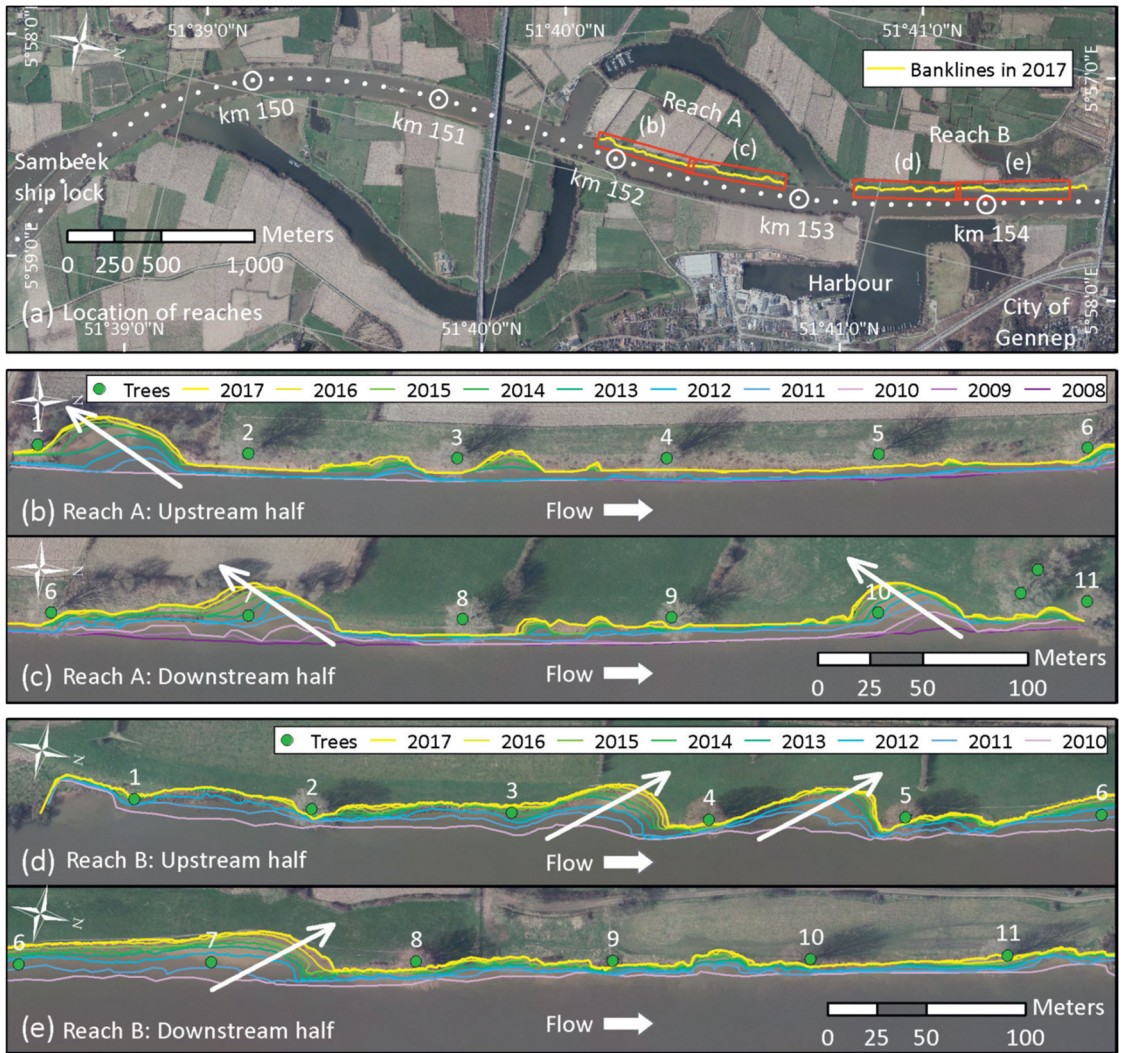 5°58'0"
51°39'0"N
51°40'0"N
51°41'0"N
5°57'0"E
N
Banklines in 2017
km 150
km 151
Reach A
(b)
(c)
Reach B
(d)
(e)
Sambeek
ship lock
km 152
km 153
km 154
Meters
0 250 500 1,000
5°59'0"E
Harbour
City of
Gennep
5°58'0"E
(a) Location of reaches
51°39'0"N
51°40'0"N
51°41'0"N
Trees 2017 2016 2015 2014 2013 2012 2011 2010 2009 2008
N
1 2 3 4 5 6
(b) Reach A: Upstream half
Flow
N
6 7 8 9 10 11
Meters
0 25 50 100
(c) Reach A: Downstream half
Flow
Trees 2017 2016 2015 2014 2013 2012 2011 2010
N
1 2 3 4 5 6
(d) Reach B: Upstream half
Flow
N
6 7 8 9 10 11
Meters
0 25 50 100
(e) Reach B: Downstream half
Flow